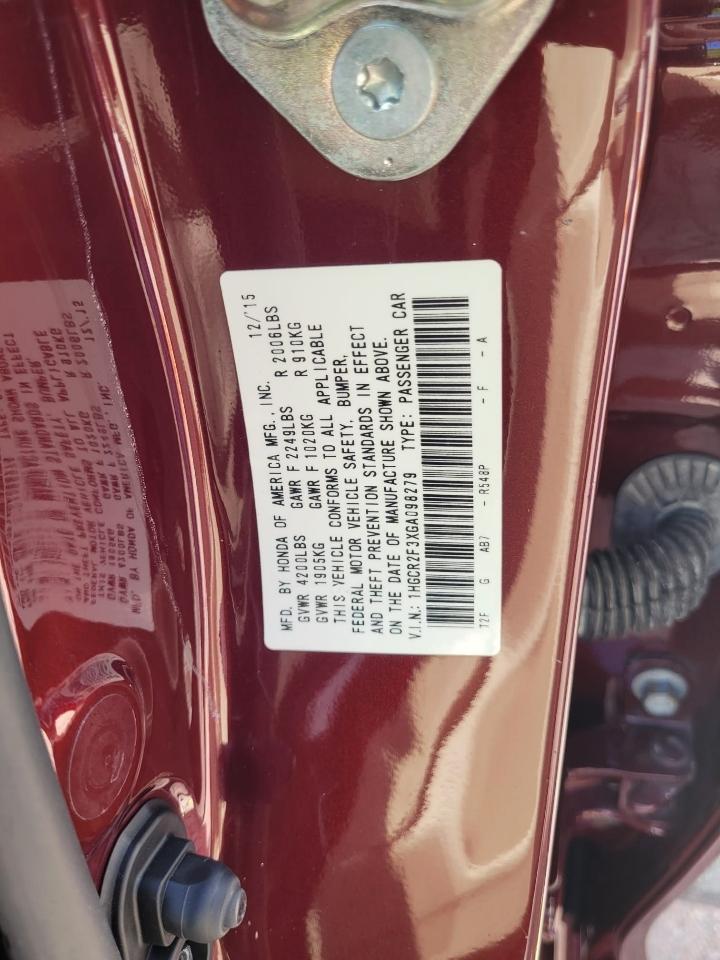 MFD. BY HONDA OF AMERICA MFG., INC. 12/'15
GVWR 4200LBS GAWR F 2249LBS R 2006LBS
GVWR 1905KG GAWR F 1020KG R 910KG
THIS VEHICLE CONFORMS TO ALL APPLICABLE
FEDERAL MOTOR VEHICLE SAFETY, BUMPER,
AND THEFT PREVENTION STANDARDS IN EFFECT
ON THE DATE OF MANUFACTURE SHOWN ABOVE.
V.I.N.: 1HGCR2F3XGA098279 TYPE: PASSENGER CAR
T2F G AB7 - R548P - F - A